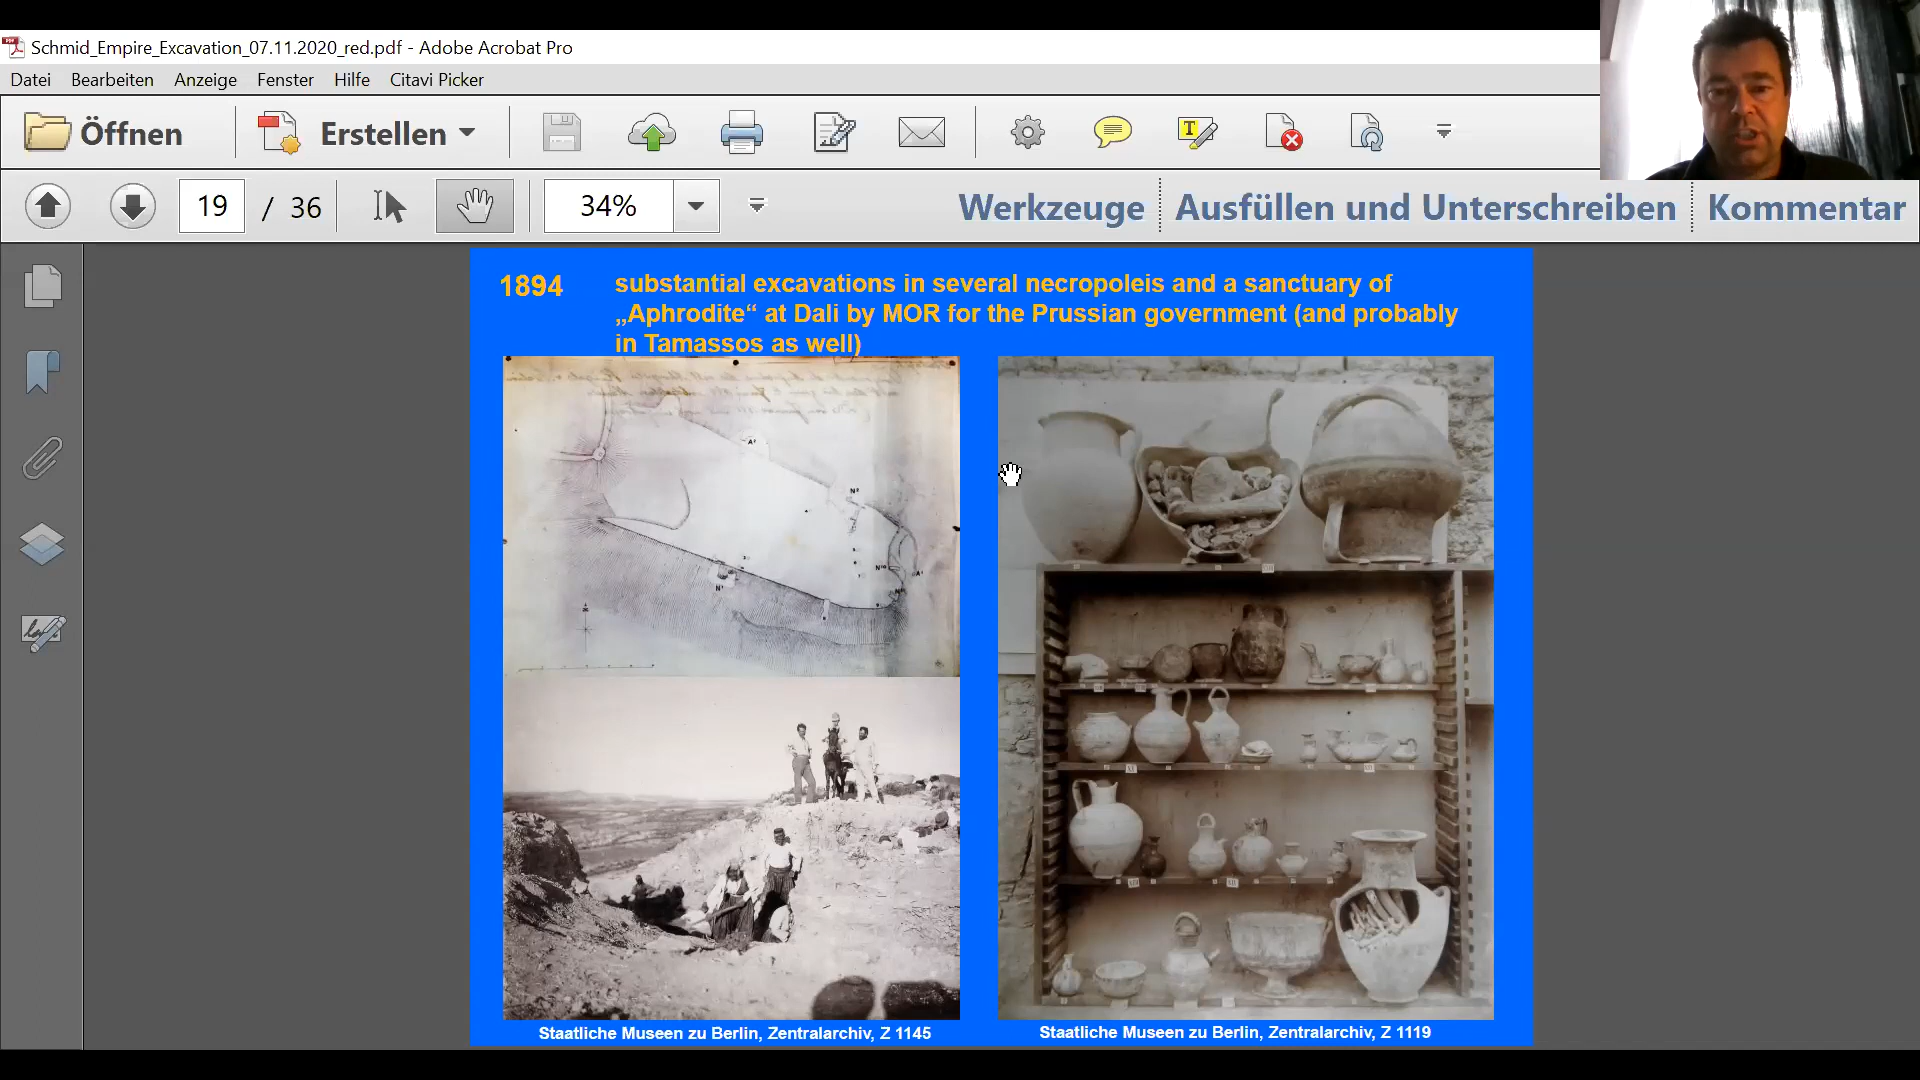 Schmid_Empire_Excavation_07.11.2020_red.pdf - Adobe Acrobat Pro
Datei Bearbeiten Anzeige Fenster Hilfe Citavi Picker
Öffnen Erstellen
19 / 36 34% Werkzeuge Ausfüllen und Unterschreiben Kommentar
1894 substantial excavations in several necropoleis and a sanctuary of
„Aphrodite“ at Dali by MOR for the Prussian government (and probably
in Tamassos as well)
Staatliche Museen zu Berlin, Zentralarchiv, Z 1145
Staatliche Museen zu Berlin, Zentralarchiv, Z 1119